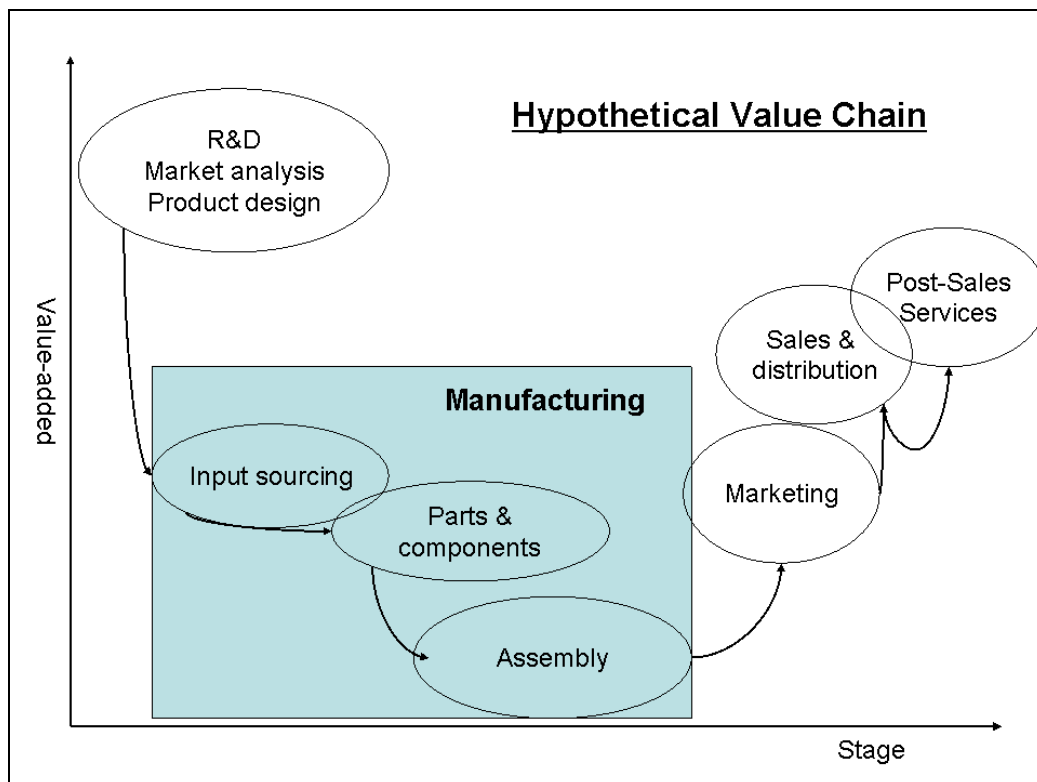 Hypothetical Value Chain
R&D
Market analysis
Product design
Value-added
Post-Sales
Services
Sales &
distribution
Manufacturing
Input sourcing
Parts &
components
Marketing
Assembly
Stage